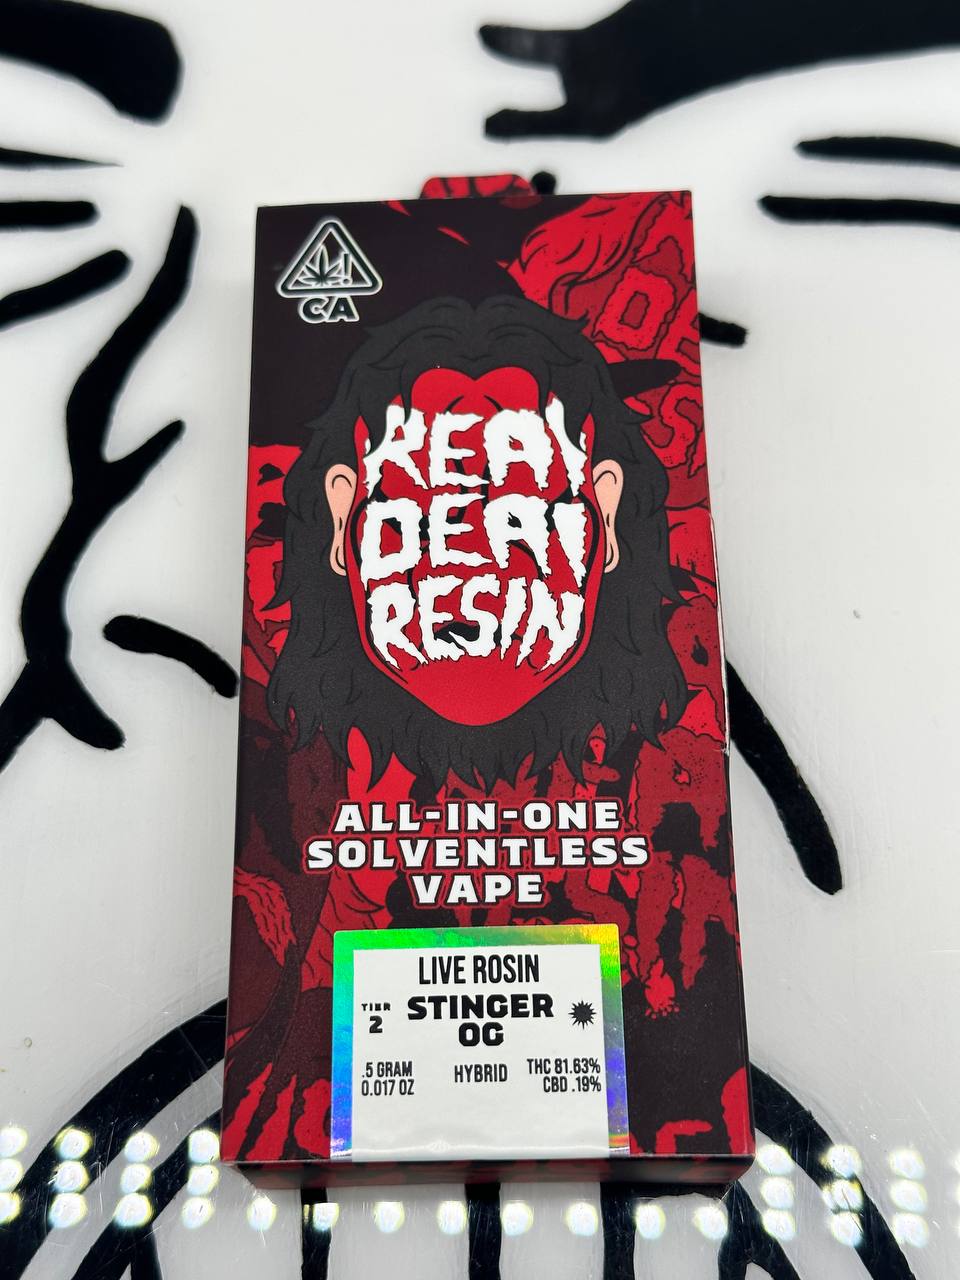 CA
REAL
DEAL
RESIN
ALL-IN-ONE
SOLVENTLESS
VAPE
LIVE ROSIN
TIER
2
STINGER
OG
.5 GRAM
0.017 OZ
HYBRID
THC 81.63%
CBD .19%